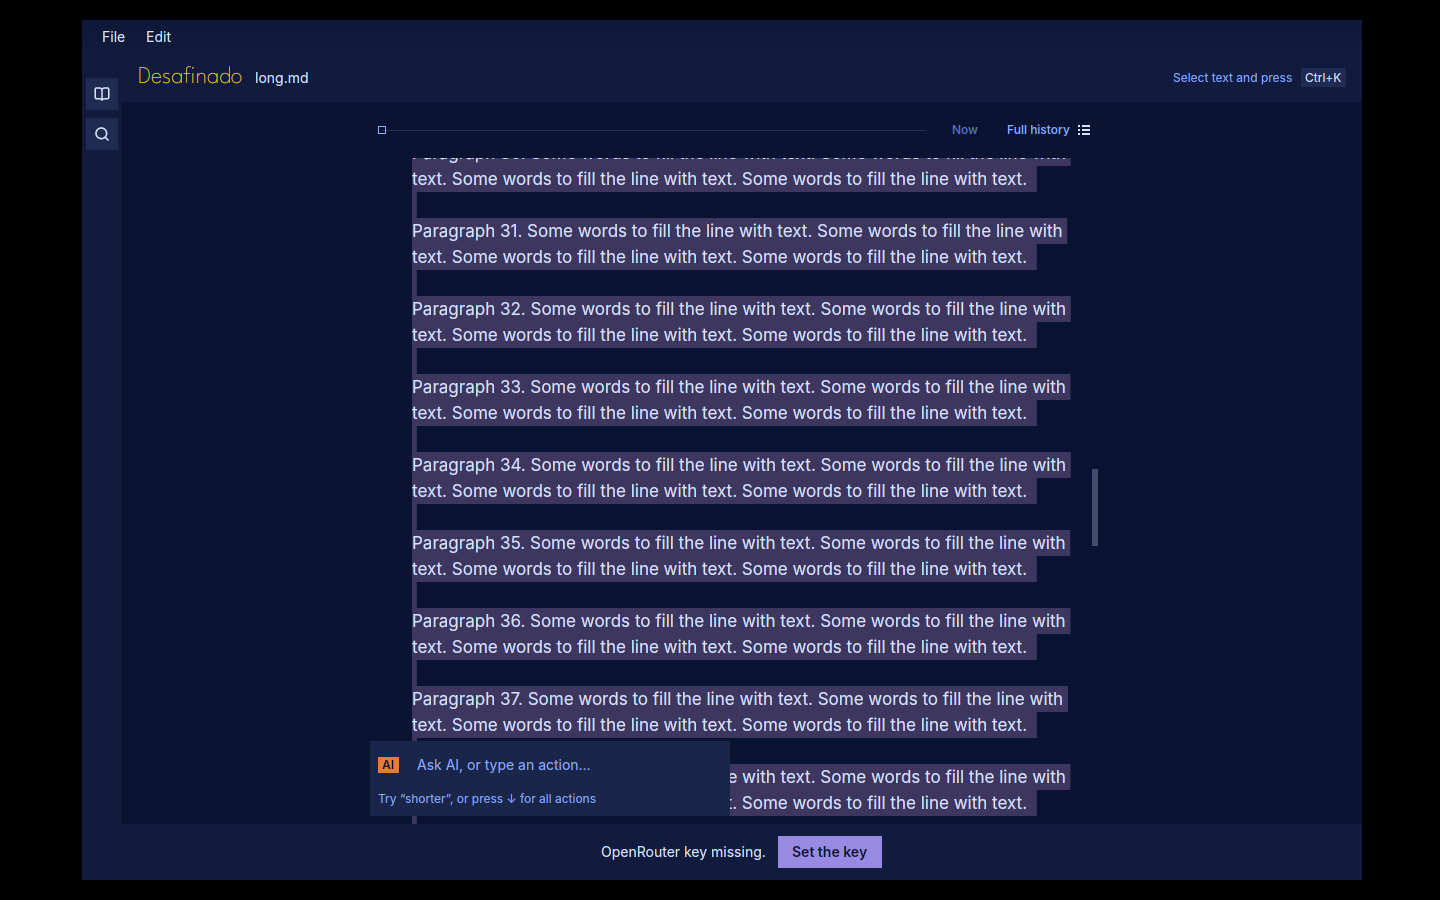 File Edit
Desafinado long.md
Select text and press Ctrl+K
Now Full history
text. Some words to fill the line with text. Some words to fill the line with text.
Paragraph 31. Some words to fill the line with text. Some words to fill the line with
text. Some words to fill the line with text. Some words to fill the line with text.
Paragraph 32. Some words to fill the line with text. Some words to fill the line with
text. Some words to fill the line with text. Some words to fill the line with text.
Paragraph 33. Some words to fill the line with text. Some words to fill the line with
text. Some words to fill the line with text. Some words to fill the line with text.
Paragraph 34. Some words to fill the line with text. Some words to fill the line with
text. Some words to fill the line with text. Some words to fill the line with text.
Paragraph 35. Some words to fill the line with text. Some words to fill the line with
text. Some words to fill the line with text. Some words to fill the line with text.
Paragraph 36. Some words to fill the line with text. Some words to fill the line with
text. Some words to fill the line with text. Some words to fill the line with text.
Paragraph 37. Some words to fill the line with text. Some words to fill the line with
text. Some words to fill the line with text. Some words to fill the line with text.
e with text. Some words to fill the line with
. Some words to fill the line with text.
AI Ask AI, or type an action...
Try “shorter”, or press ↓ for all actions
OpenRouter key missing. Set the key